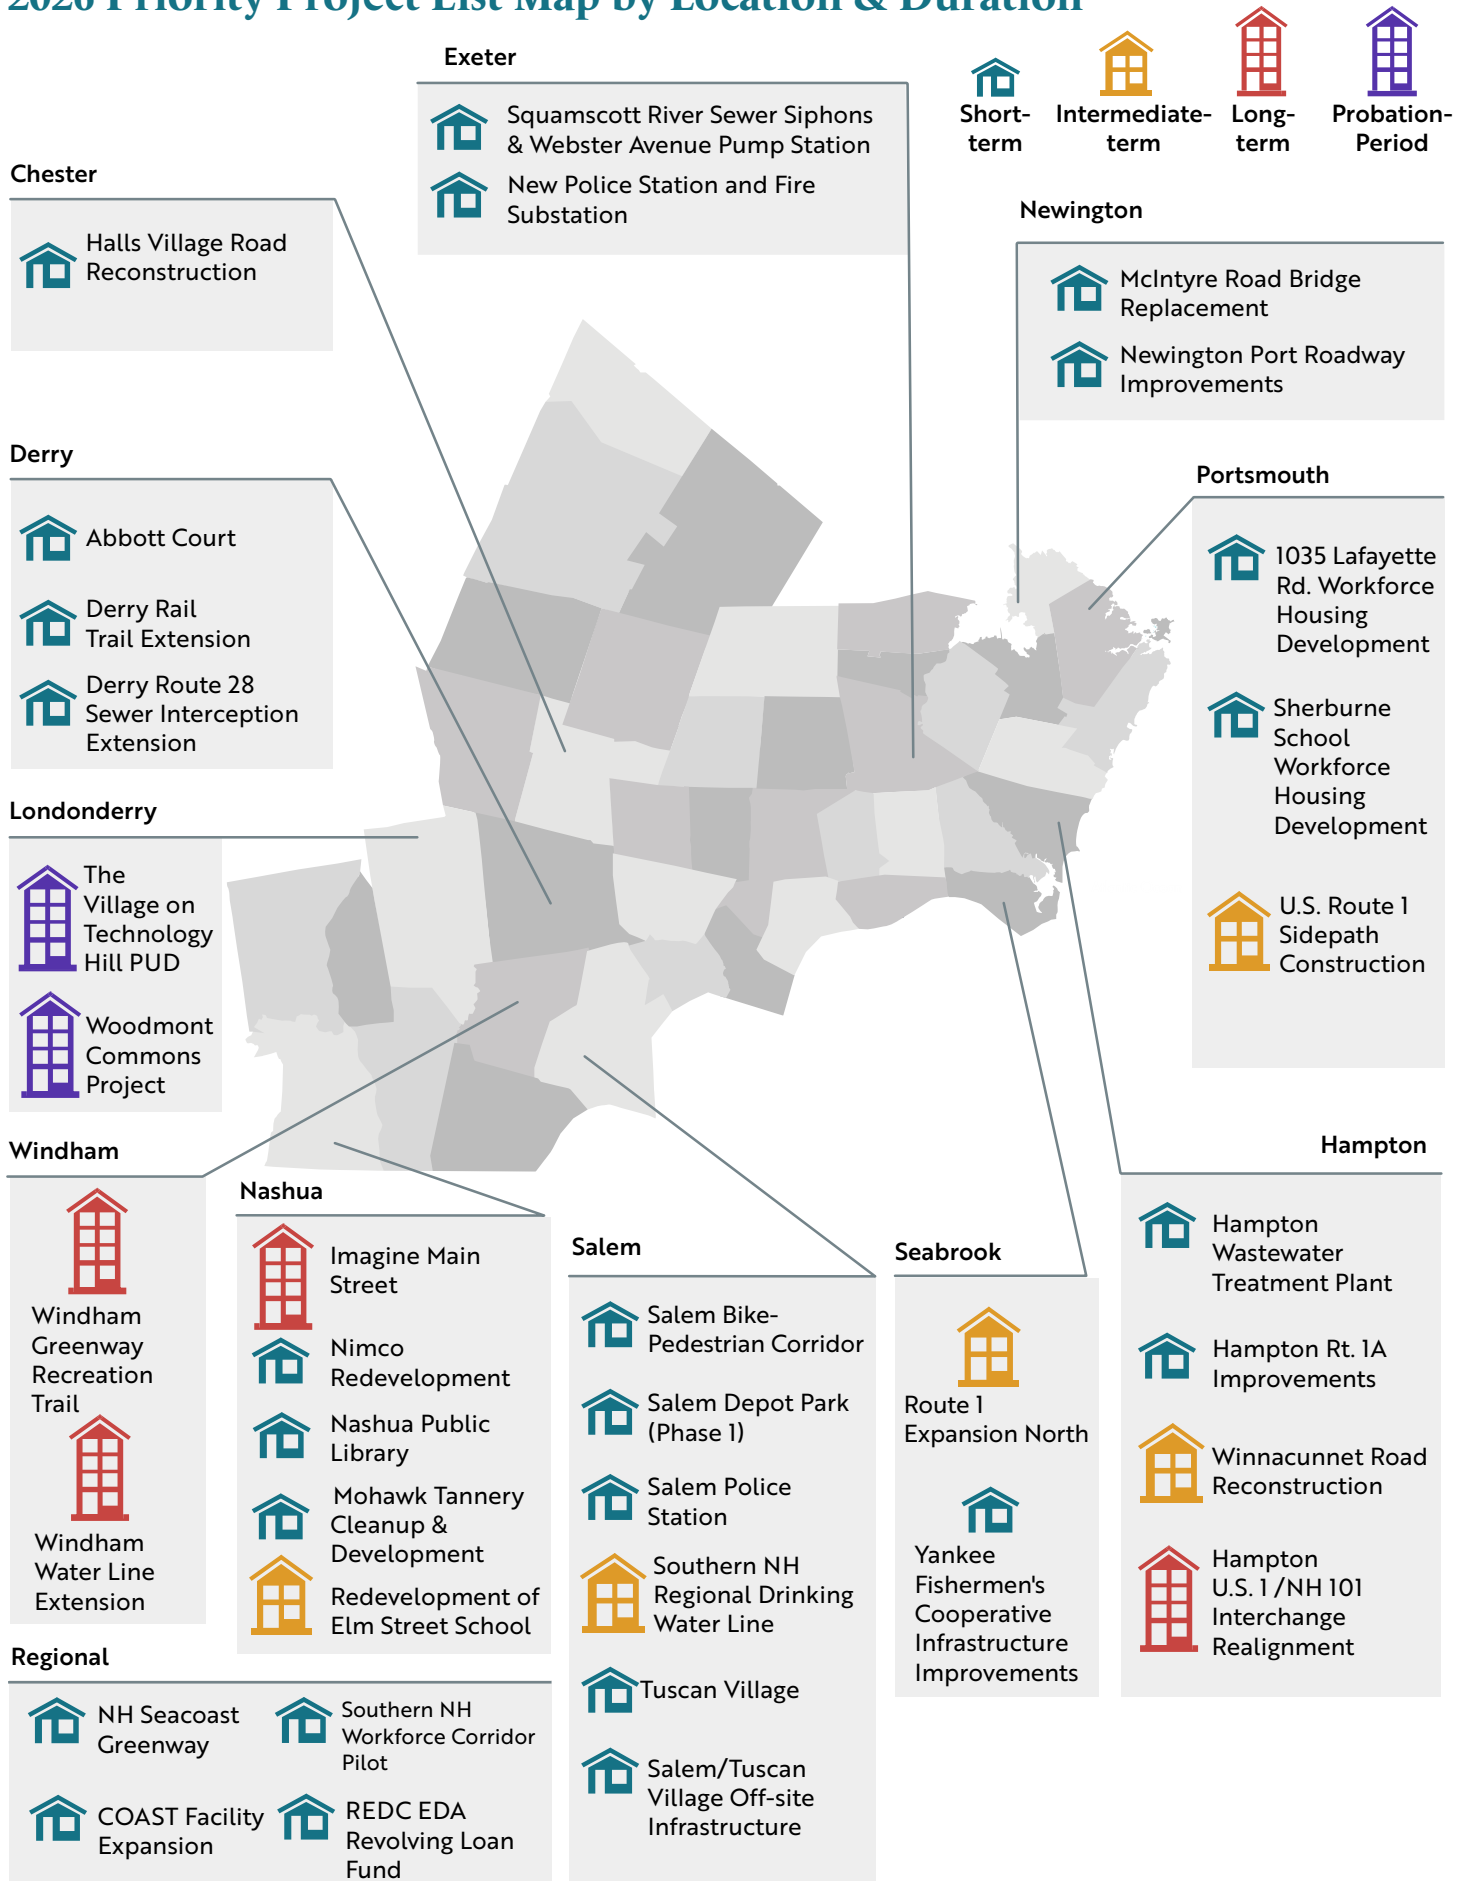 2026 Priority Project List Map by Location & Duration
Short-
term
Intermediate-
term
Long-
term
Probation-
Period
Exeter
Squamscott River Sewer Siphons
& Webster Avenue Pump Station
New Police Station and Fire
Substation
Chester
Halls Village Road
Reconstruction
Newington
McIntyre Road Bridge
Replacement
Newington Port Roadway
Improvements
Derry
Abbott Court
Derry Rail
Trail Extension
Derry Route 28
Sewer Interception
Extension
Portsmouth
1035 Lafayette
Rd. Workforce
Housing
Development
Sherburne
School
Workforce
Housing
Development
U.S. Route 1
Sidepath
Construction
Londonderry
The
Village on
Technology
Hill PUD
Woodmont
Commons
Project
Windham
Windham
Greenway
Recreation
Trail
Windham
Water Line
Extension
Nashua
Imagine Main
Street
Nimco
Redevelopment
Nashua Public
Library
Mohawk Tannery
Cleanup &
Development
Redevelopment of
Elm Street School
Salem
Salem Bike-
Pedestrian Corridor
Salem Depot Park
(Phase 1)
Salem Police
Station
Southern NH
Regional Drinking
Water Line
Tuscan Village
Salem/Tuscan
Village Off-site
Infrastructure
Seabrook
Route 1
Expansion North
Yankee
Fishermen's
Cooperative
Infrastructure
Improvements
Hampton
Hampton
Wastewater
Treatment Plant
Hampton Rt. 1A
Improvements
Winnacunnet Road
Reconstruction
Hampton
U.S. 1 /NH 101
Interchange
Realignment
Regional
NH Seacoast
Greenway
Southern NH
Workforce Corridor
Pilot
COAST Facility
Expansion
REDC EDA
Revolving Loan
Fund